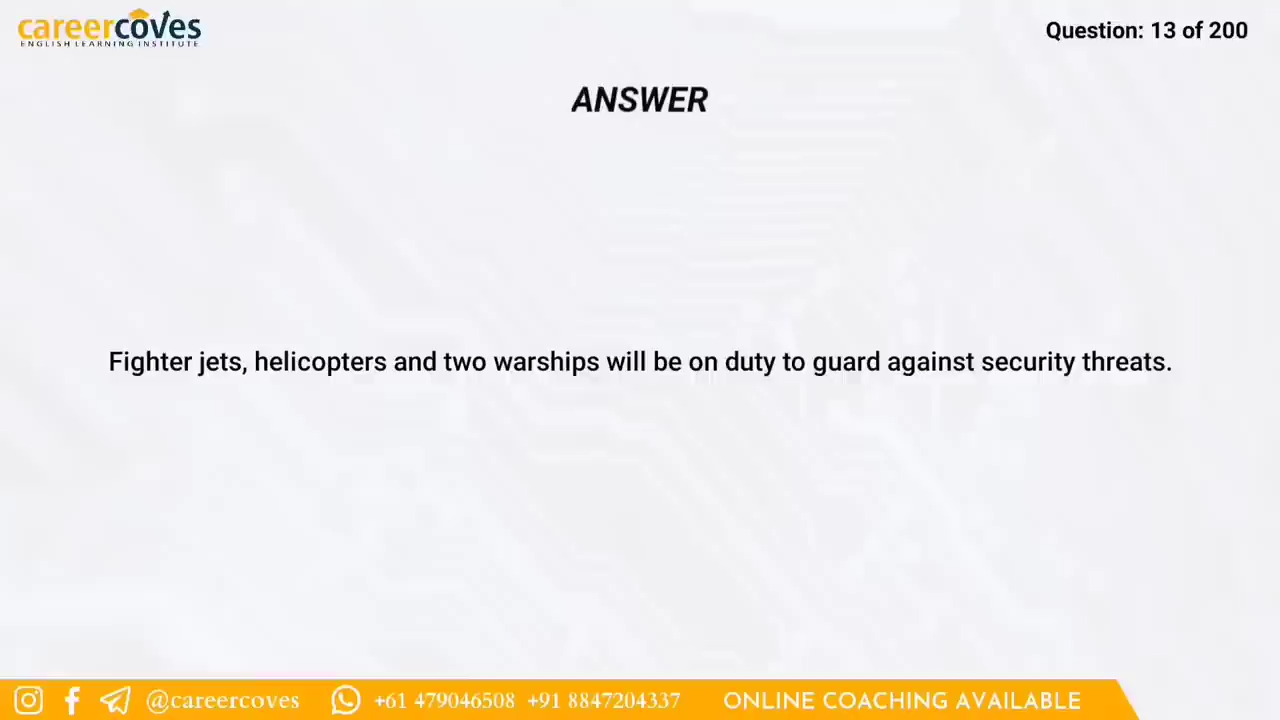 careercoves
ENGLISH LEARNING INSTITUTE
Question: 13 of 200
ANSWER
Fighter jets, helicopters and two warships will be on duty to guard against security threats.
@careercoves +61 479046508 +91 8847204337 ONLINE COACHING AVAILABLE